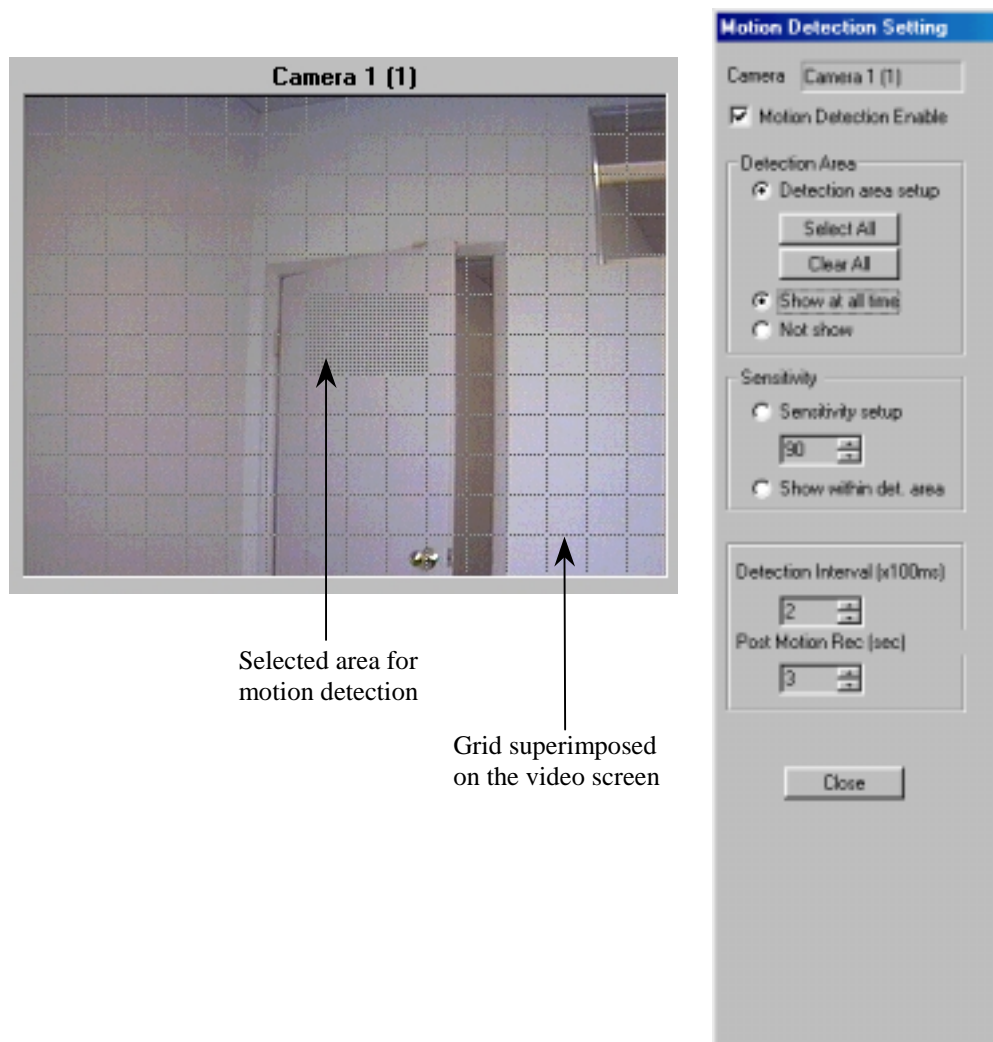 Camera 1 (1)
Selected area for
motion detection
Grid superimposed
on the video screen
Motion Detection Setting
Camera Camera 1 (1)
Motion Detection Enable
Detection Area
Detection area setup
Select All
Clear All
Show at all time
Not show
Sensitivity
Sensitivity setup
90
Show within det. area
Detection Interval (x100ms)
2
Post Motion Rec (sec)
3
Close